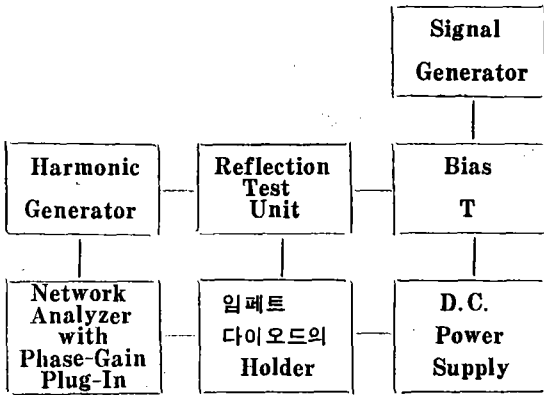 Signal
Generator
Harmonic
Generator
Reflection
Test
Unit
Bias
T
Network
Analyzer
with
Phase-Gain
Plug-In
임페트
다이오드의
Holder
D.C.
Power
Supply